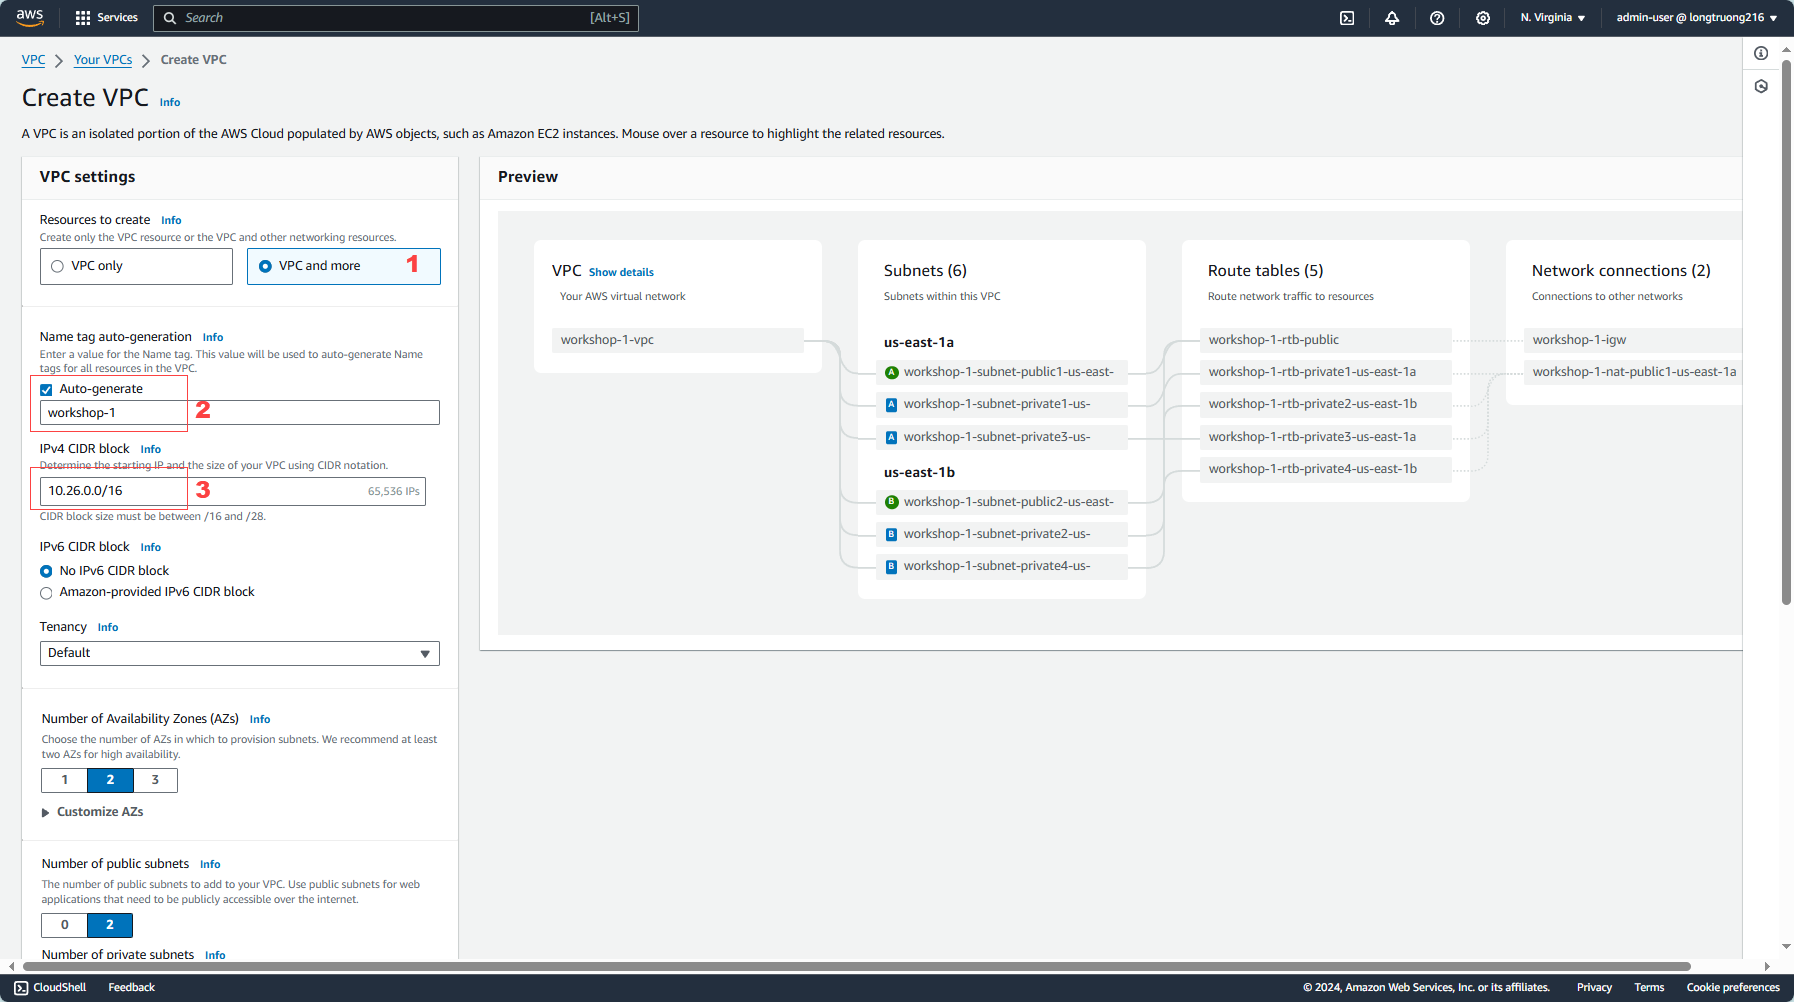 aws
Services
Search
[Alt+S]
N. Virginia
admin-user @ longtruong216
VPC
Your VPCs
Create VPC
Create VPC Info
A VPC is an isolated portion of the AWS Cloud populated by AWS objects, such as Amazon EC2 instances. Mouse over a resource to highlight the related resources.
VPC settings
Resources to create Info
Create only the VPC resource or the VPC and other networking resources.
VPC only
VPC and more
1
Name tag auto-generation Info
Enter a value for the Name tag. This value will be used to auto-generate Name
tags for all resources in the VPC.
Auto-generate
workshop-1
2
IPv4 CIDR block Info
Determine the starting IP and the size of your VPC using CIDR notation.
10.26.0.0/16
3
65,536 IPs
CIDR block size must be between /16 and /28.
IPv6 CIDR block Info
No IPv6 CIDR block
Amazon-provided IPv6 CIDR block
Tenancy Info
Default
Number of Availability Zones (AZs) Info
Choose the number of AZs in which to provision subnets. We recommend at least
two AZs for high availability.
1 2 3
Customize AZs
Number of public subnets Info
The number of public subnets to add to your VPC. Use public subnets for web
applications that need to be publicly accessible over the internet.
0 2
Number of private subnets Info
Preview
VPC Show details
Your AWS virtual network
workshop-1-vpc
Subnets (6)
Subnets within this VPC
us-east-1a
A workshop-1-subnet-public1-us-east-
A workshop-1-subnet-private1-us-
A workshop-1-subnet-private3-us-
us-east-1b
B workshop-1-subnet-public2-us-east-
B workshop-1-subnet-private2-us-
B workshop-1-subnet-private4-us-
Route tables (5)
Route network traffic to resources
workshop-1-rtb-public
workshop-1-rtb-private1-us-east-1a
workshop-1-rtb-private2-us-east-1b
workshop-1-rtb-private3-us-east-1a
workshop-1-rtb-private4-us-east-1b
Network connections (2)
Connections to other networks
workshop-1-igw
workshop-1-nat-public1-us-east-1a
CloudShell
Feedback
© 2024, Amazon Web Services, Inc. or its affiliates.
Privacy
Terms
Cookie preferences